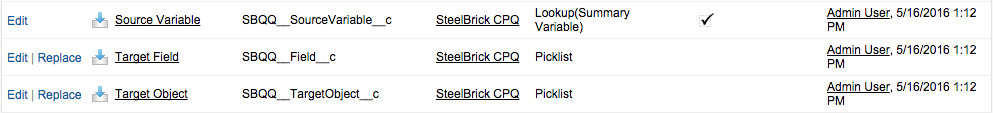 Edit Source Variable SBQQ__SourceVariable__c SteelBrick CPQ Lookup(Summary Variable) ✓ Admin User, 5/16/2016 1:12 PM
Edit | Replace Target Field SBQQ__Field__c SteelBrick CPQ Picklist Admin User, 5/16/2016 1:12 PM
Edit | Replace Target Object SBQQ__TargetObject__c SteelBrick CPQ Picklist Admin User, 5/16/2016 1:12 PM